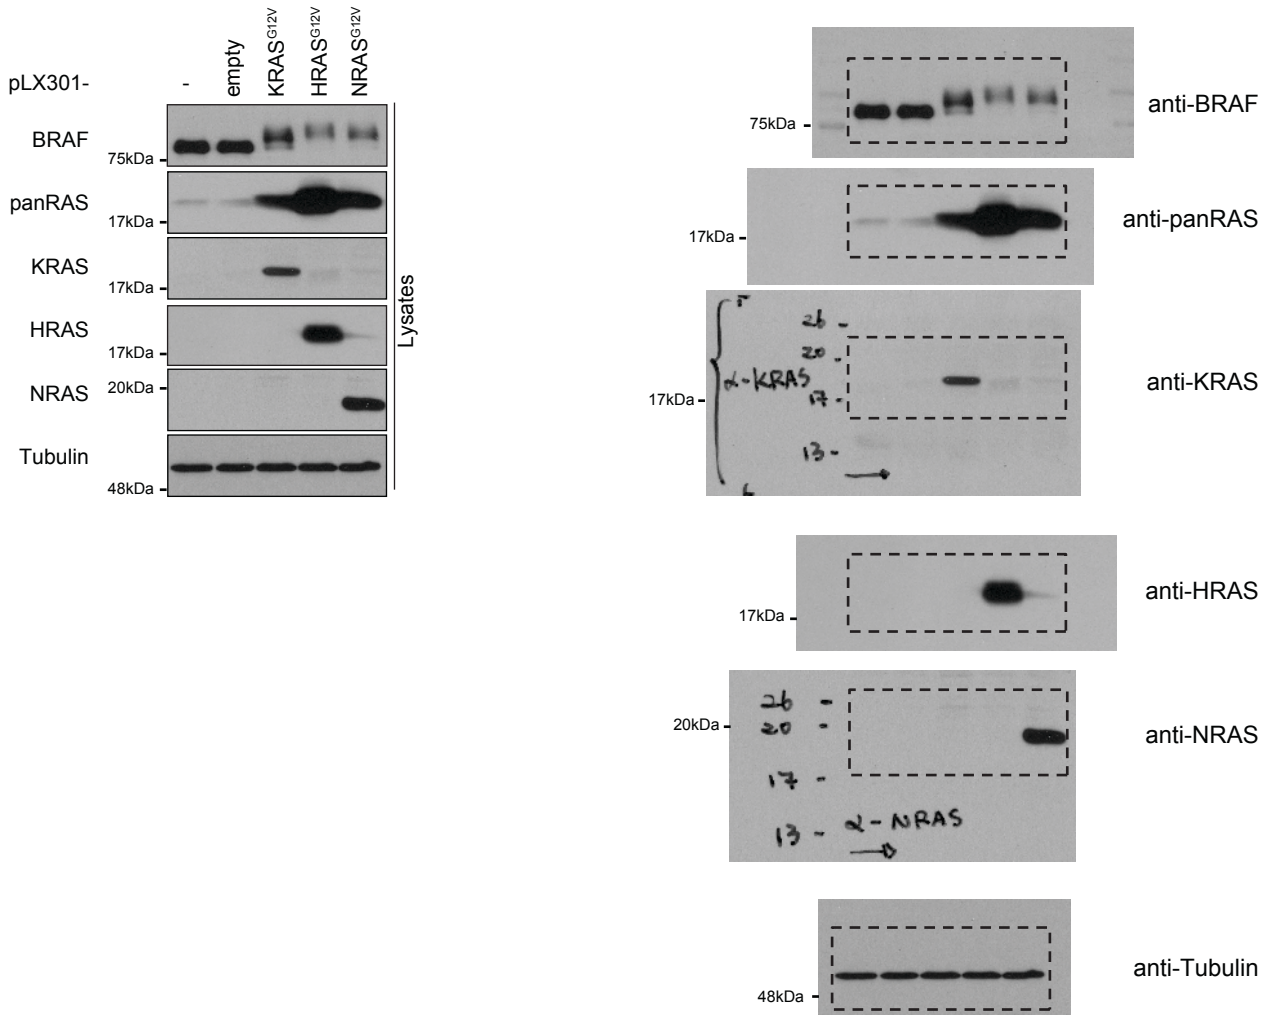 pLX301-
-
empty
KRASG12V
HRASG12V
NRASG12V
BRAF
75kDa
panRAS
17kDa
KRAS
17kDa
HRAS
17kDa
NRAS
20kDa
Tubulin
48kDa
Lysates
anti-BRAF
75kDa
anti-panRAS
17kDa
26 -
20 -
α-KRAS
17 -
13 -
17kDa
anti-KRAS
anti-HRAS
17kDa
26 -
20 -
17 -
13 -
α-NRAS
20kDa
anti-NRAS
anti-Tubulin
48kDa